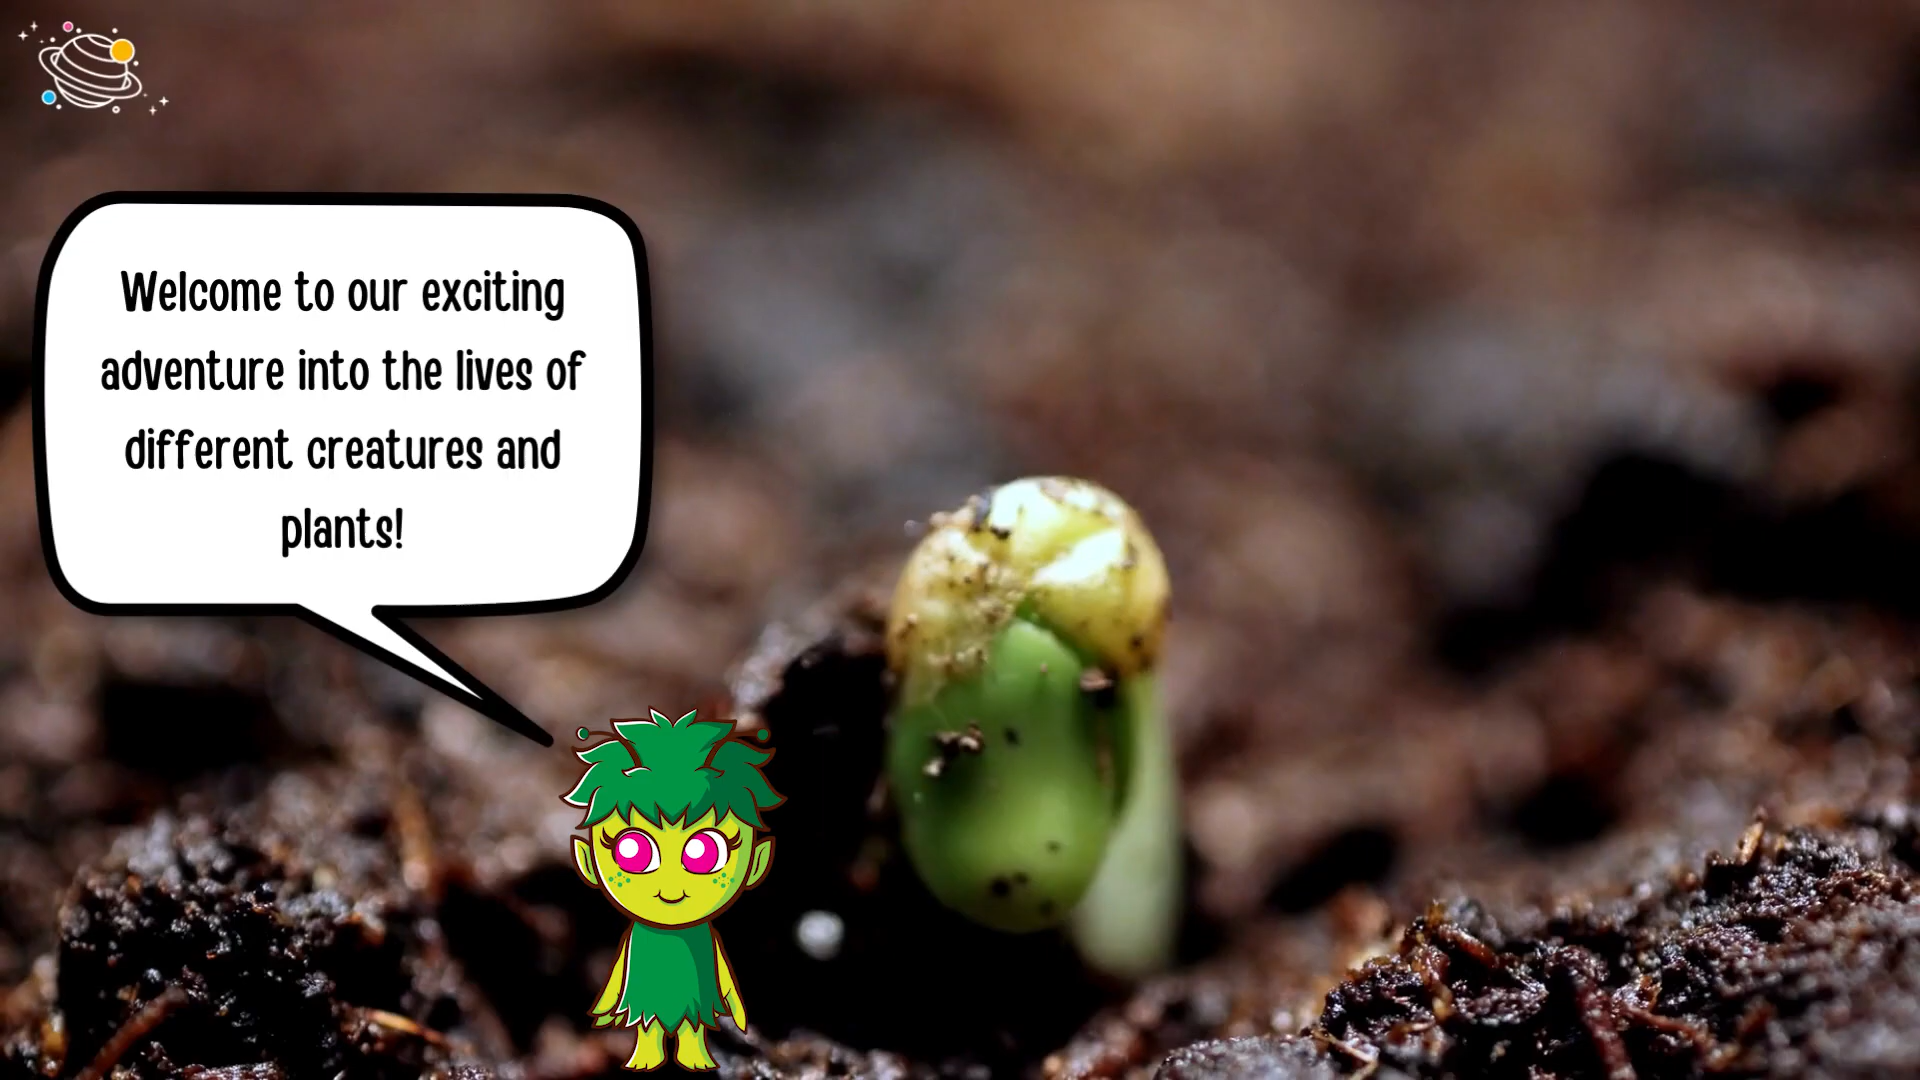 Welcome to our exciting
adventure into the lives of
different creatures and
plants!